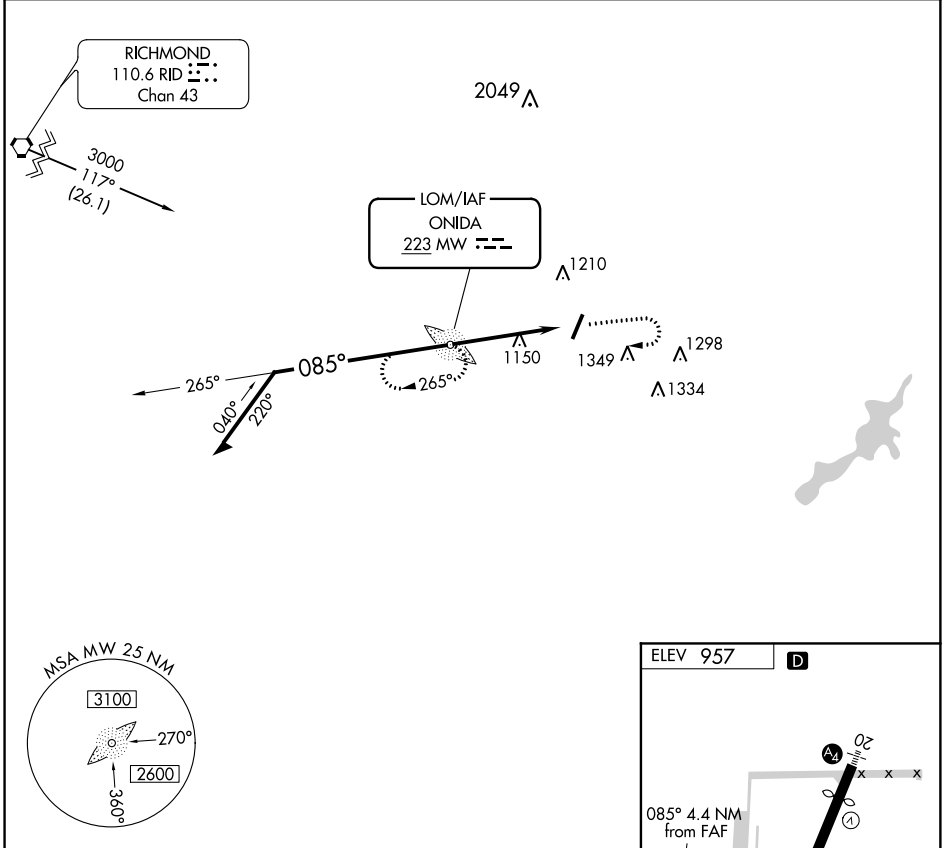 RICHMOND
110.6 RID
Chan 43
2049
3000
117°
(26.1)
LOM/IAF
ONIDA
223 MW
1210
1150
1349
1298
1334
085°
265°
265°
040°
220°
MSA MW 25 NM
3100
270°
2600
360°
ELEV 957
D
20
A4
X X X
085° 4.4 NM
from FAF